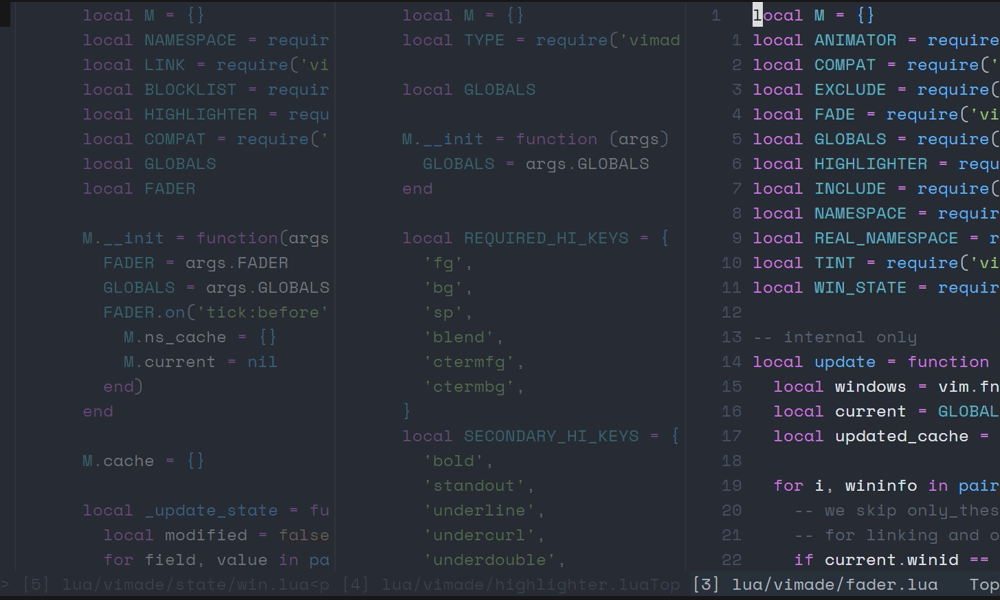 local M = {}
local NAMESPACE = requir
local LINK = require('vi
local BLOCKLIST = requir
local HIGHLIGHTER = requ
local COMPAT = require('
local GLOBALS
local FADER
M.__init = function(args
FADER = args.FADER
GLOBALS = args.GLOBALS
FADER.on('tick:before'
M.ns_cache = {}
M.current = nil
end)
end
M.cache = {}
local _update_state = fu
local modified = false
for field, value in pa
> [5] lua/vimade/state/win.lua<p
local M = {}
local TYPE = require('vimad
local GLOBALS
M.__init = function (args)
GLOBALS = args.GLOBALS
end
local REQUIRED_HI_KEYS = {
'fg',
'bg',
'sp',
'blend',
'ctermfg',
'ctermbg',
}
local SECONDARY_HI_KEYS = {
'bold',
'standout',
'underline',
'undercurl',
'underdouble',
[4] lua/vimade/highlighter.luaTop
1 local M = {}
1 local ANIMATOR = require
2 local COMPAT = require('
3 local EXCLUDE = require(
4 local FADE = require('vi
5 local GLOBALS = require(
6 local HIGHLIGHTER = requ
7 local INCLUDE = require(
8 local NAMESPACE = requir
9 local REAL_NAMESPACE = r
10 local TINT = require('vi
11 local WIN_STATE = requir
12
13 -- internal only
14 local update = function
15 local windows = vim.fn
16 local current = GLOBAL
17 local updated_cache =
18
19 for i, wininfo in pair
20 -- we skip only_thes
21 -- for linking and o
22 if current.winid ==
[3] lua/vimade/fader.lua Top